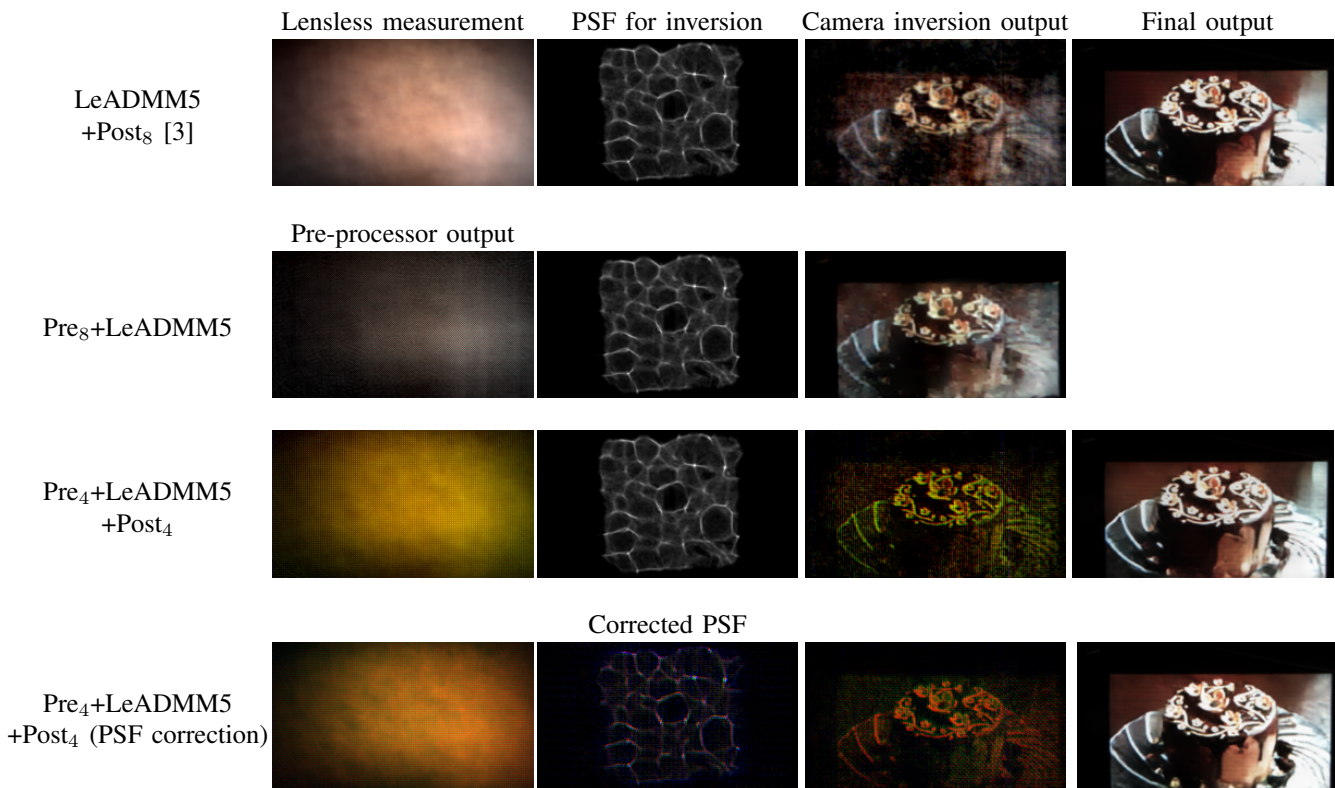 Lensless measurement PSF for inversion Camera inversion output Final output
LeADMM5
+Post₈ [3]
Pre-processor output
Pre₈+LeADMM5
Pre₄+LeADMM5
+Post₄
Corrected PSF
Pre₄+LeADMM5
+Post₄ (PSF correction)